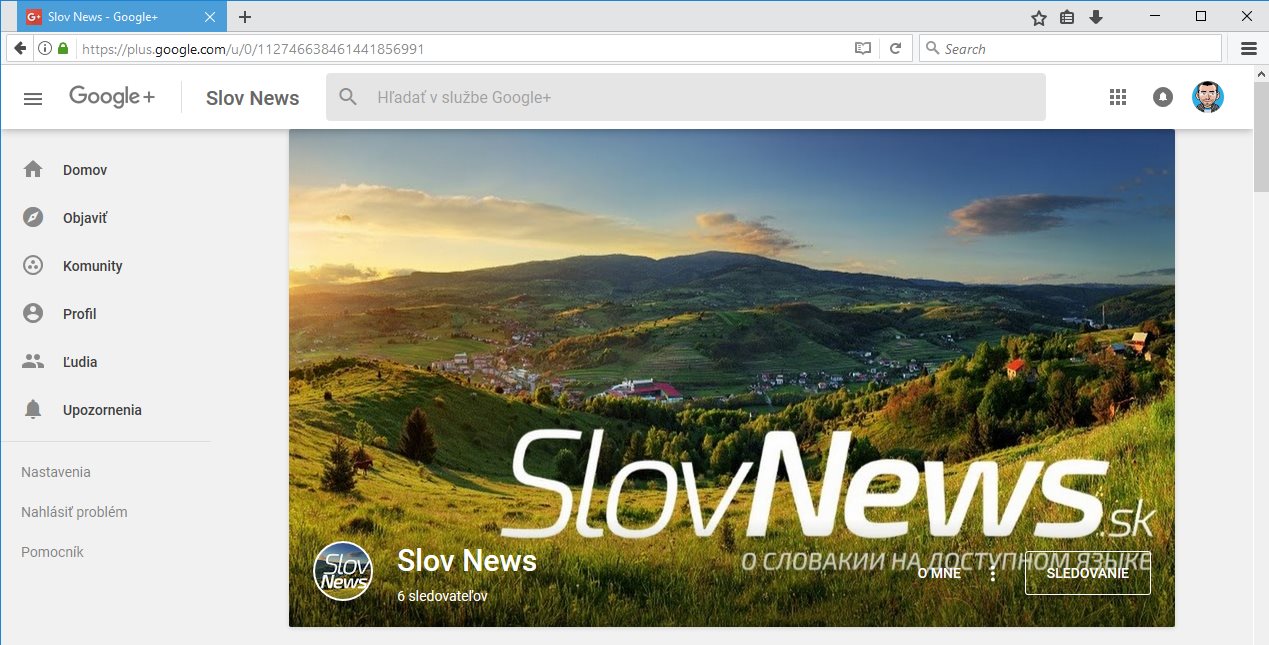 Slov News - Google+
https://plus.google.com/u/0/112746638461441856991
Search
Google+
Slov News
Hľadať v službe Google+
Domov
Objaviť
Komunity
Profil
Ľudia
Upozornenia
Nastavenia
Nahlásiť problém
Pomocník
SlovNews.sk
О СЛОВАКИИ НА ДОСТУПНОМ ЯЗЫКЕ
Slov News
Slov News
6 sledovateľov
O MNE
SLEDOVANIE